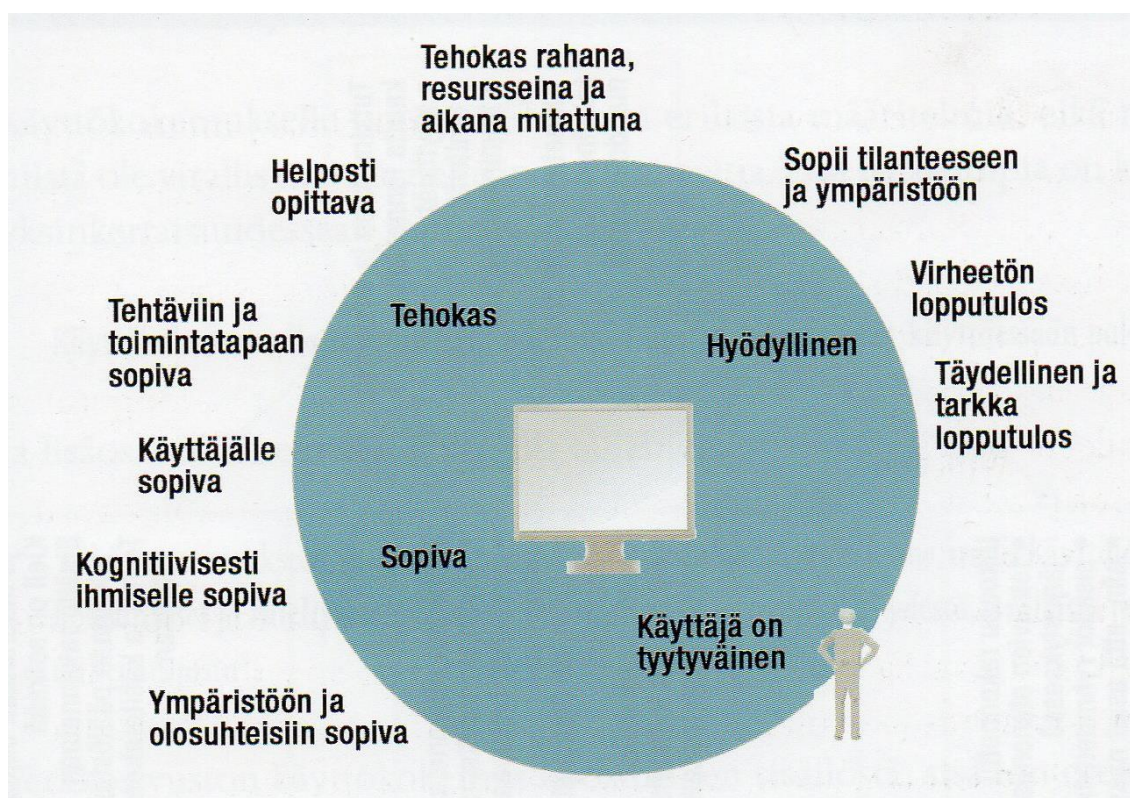 Tehokas rahana,
resursseina ja
aikana mitattuna
Helposti
opittava
Sopii tilanteeseen
ja ympäristöön
Virheetön
lopputulos
Tehtäviin ja
toimintatapaan
sopiva
Tehokas
Hyödyllinen
Täydellinen ja
tarkka
lopputulos
Käyttäjälle
sopiva
Kognitiivisesti
ihmiselle sopiva
Sopiva
Käyttäjä on
tyytyväinen
Ympäristöön ja
olosuhteisiin sopiva